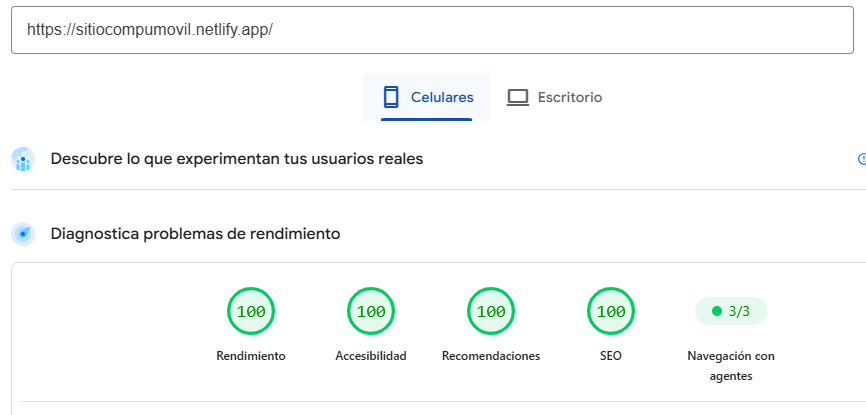 https://sitiocompumovil.netlify.app/
Celulares
Escritorio
Descubre lo que experimentan tus usuarios reales
Diagnostica problemas de rendimiento
100
100
100
100
3/3
Rendimiento
Accesibilidad
Recomendaciones
SEO
Navegación con
agentes